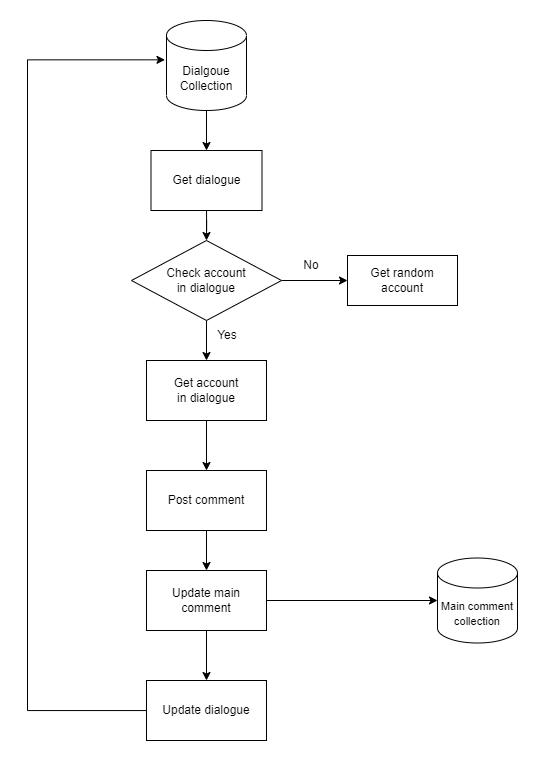 Dialgoue
Collection
Get dialogue
Check account
in dialogue
No
Get random
account
Yes
Get account
in dialogue
Post comment
Update main
comment
Main comment
collection
Update dialogue